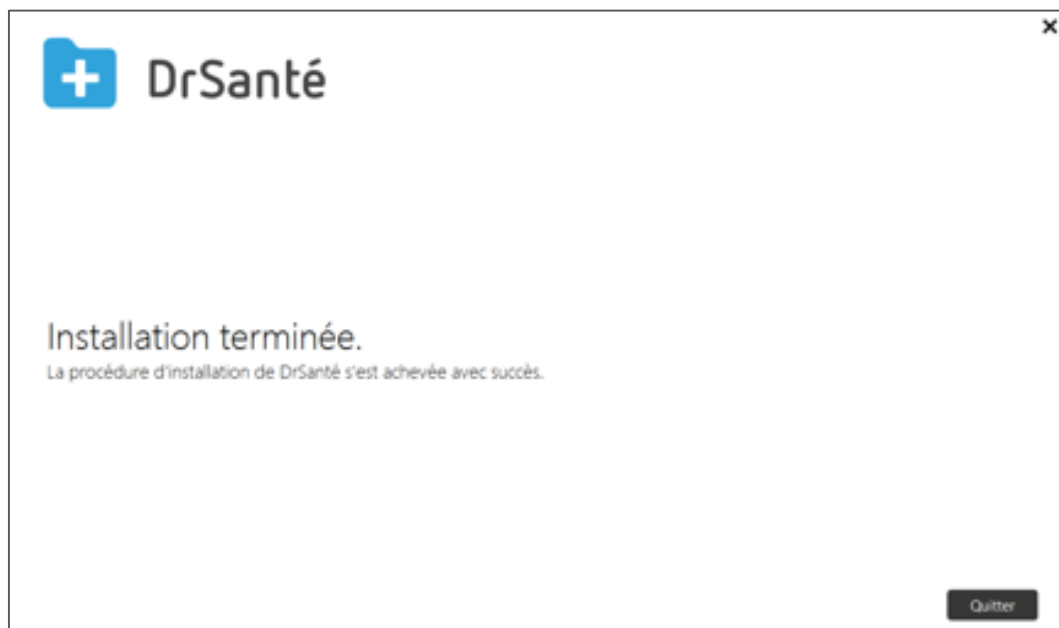 DrSanté
Installation terminée.
La procédure d'installation de DrSanté s'est achevée avec succès.
Quitter